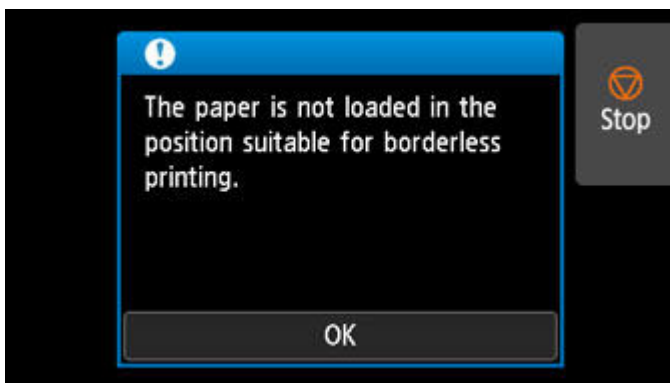 The paper is not loaded in the
position suitable for borderless
printing.
Stop
OK